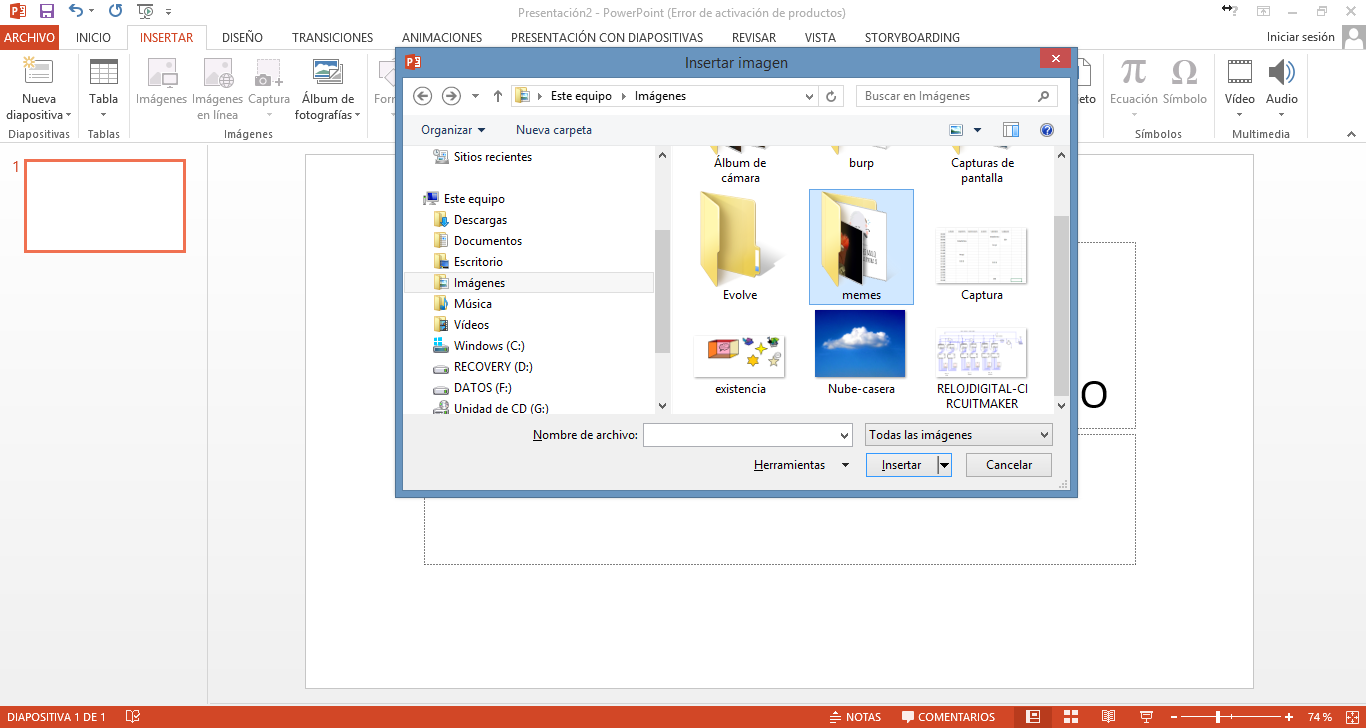 Presentación2 - PowerPoint (Error de activación de productos)
ARCHIVO INICIO INSERTAR DISEÑO TRANSICIONES ANIMACIONES PRESENTACIÓN CON DIAPOSITIVAS REVISAR VISTA STORYBOARDING Iniciar sesión
Nueva diapositiva
Tabla
Imágenes
Imágenes en línea
Captura
Álbum de fotografías
Form
eto
Ecuación
Símbolo
Vídeo
Audio
Diapositivas Tablas Imágenes Símbolos Multimedia
1
Insertar imagen
Este equipo Imágenes
Buscar en Imágenes
Organizar Nueva carpeta
Sitios recientes
Este equipo
Descargas
Documentos
Escritorio
Imágenes
Música
Vídeos
Windows (C:)
RECOVERY (D:)
DATOS (F:)
Unidad de CD (G:)
Álbum de cámara
burp
Capturas de pantalla
Evolve
memes
Captura
existencia
Nube-casera
RELOJDIGITAL-CI
RCUITMAKER
Nombre de archivo:
Todas las imágenes
Herramientas Insertar Cancelar
O
DIAPOSITIVA 1 DE 1 NOTAS COMENTARIOS 74 %